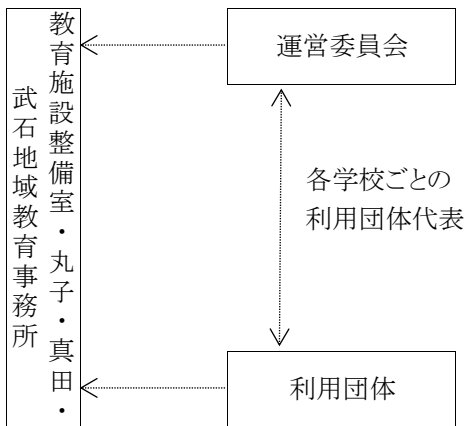 教育施設整備室・丸子・真田・
武石地域教育事務所
運営委員会
各学校ごとの
利用団体代表
利用団体